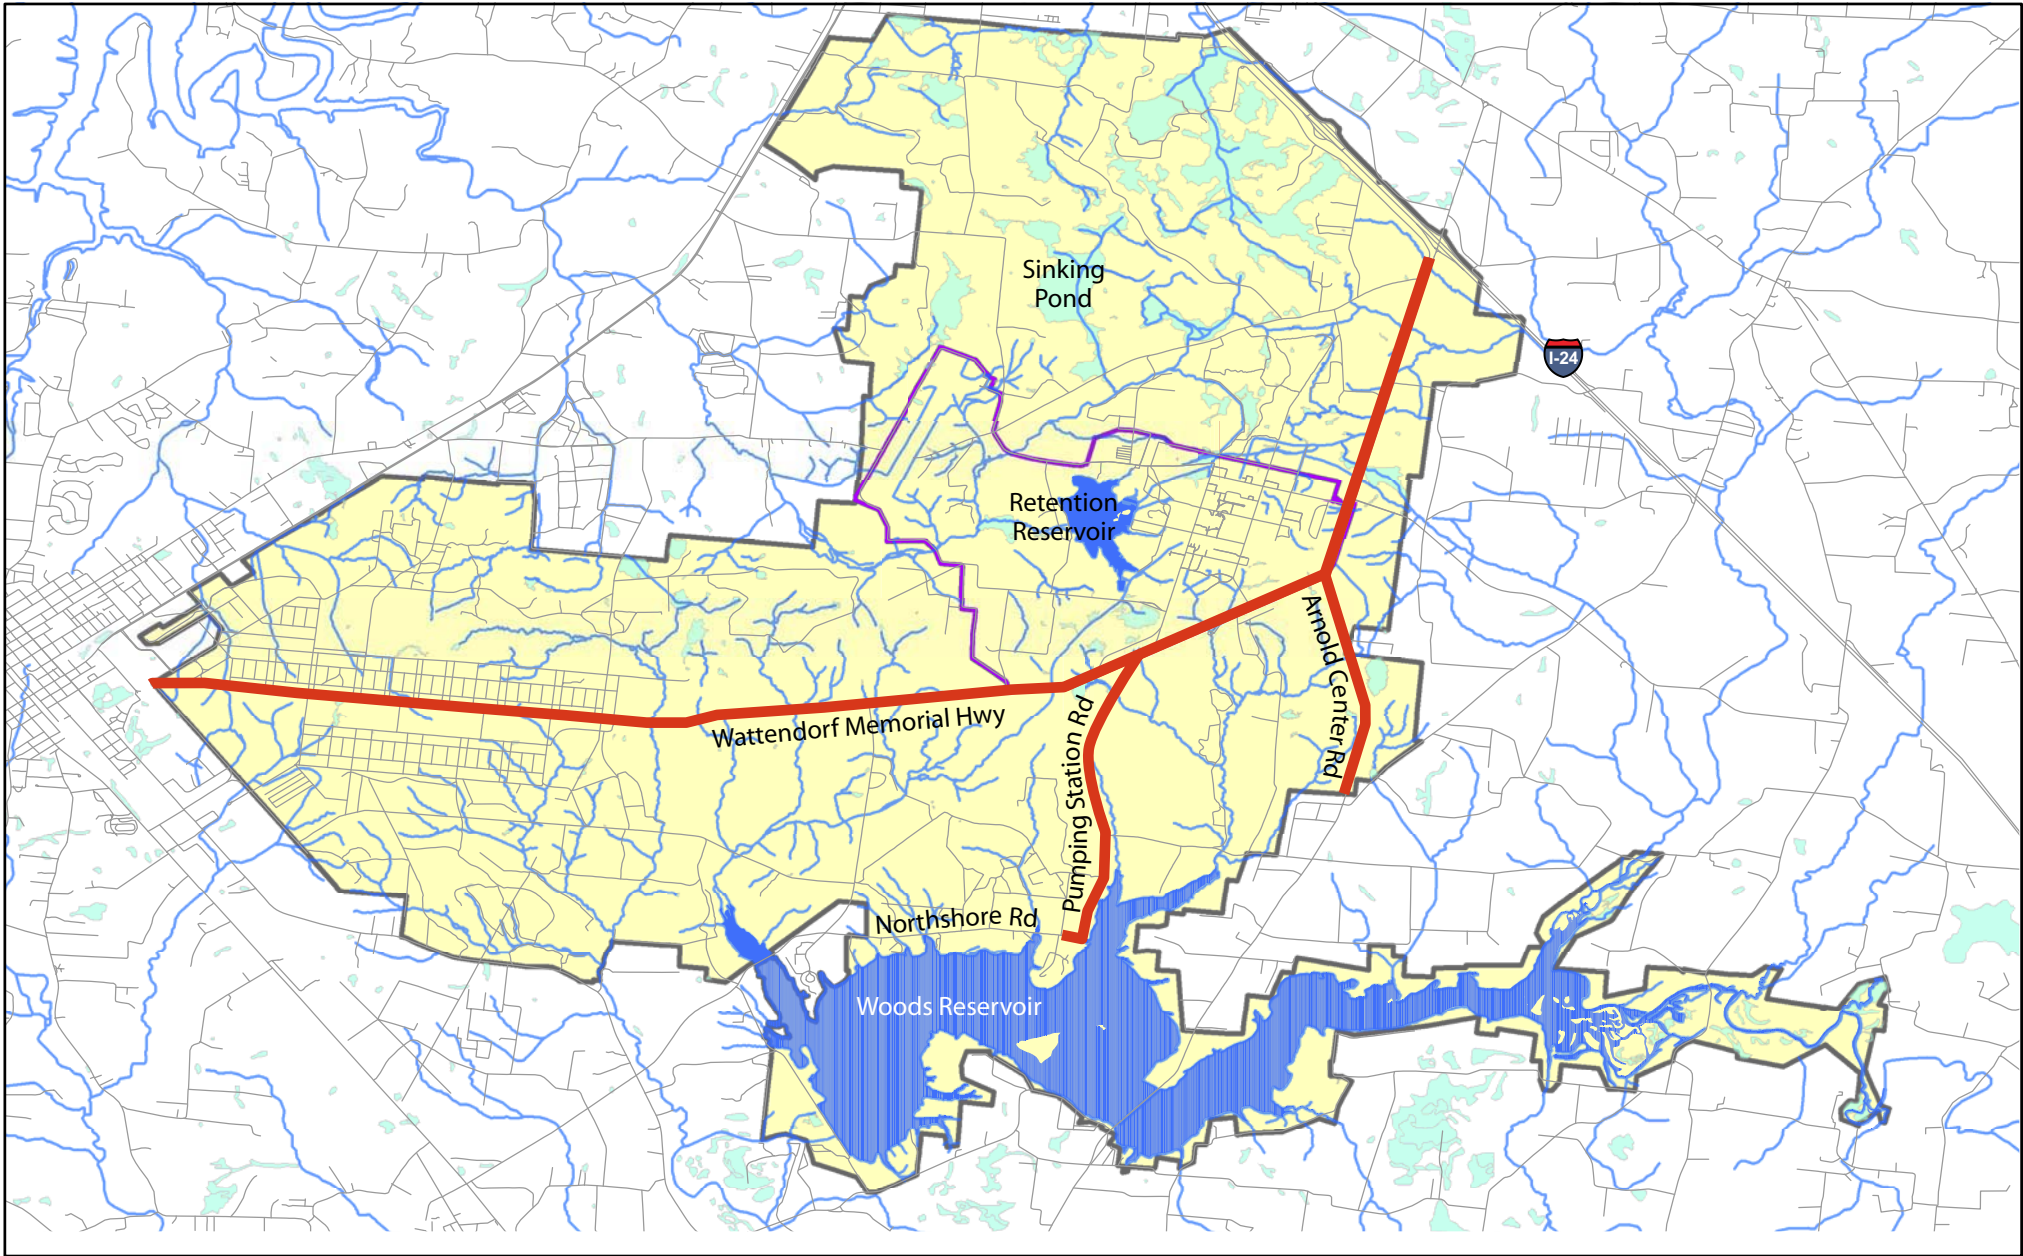 Sinking
Pond
I-24
Retention
Reservoir
Arnold Center Rd
Wattendorf Memorial Hwy
Pumping Station Rd
Northshore Rd
Woods Reservoir